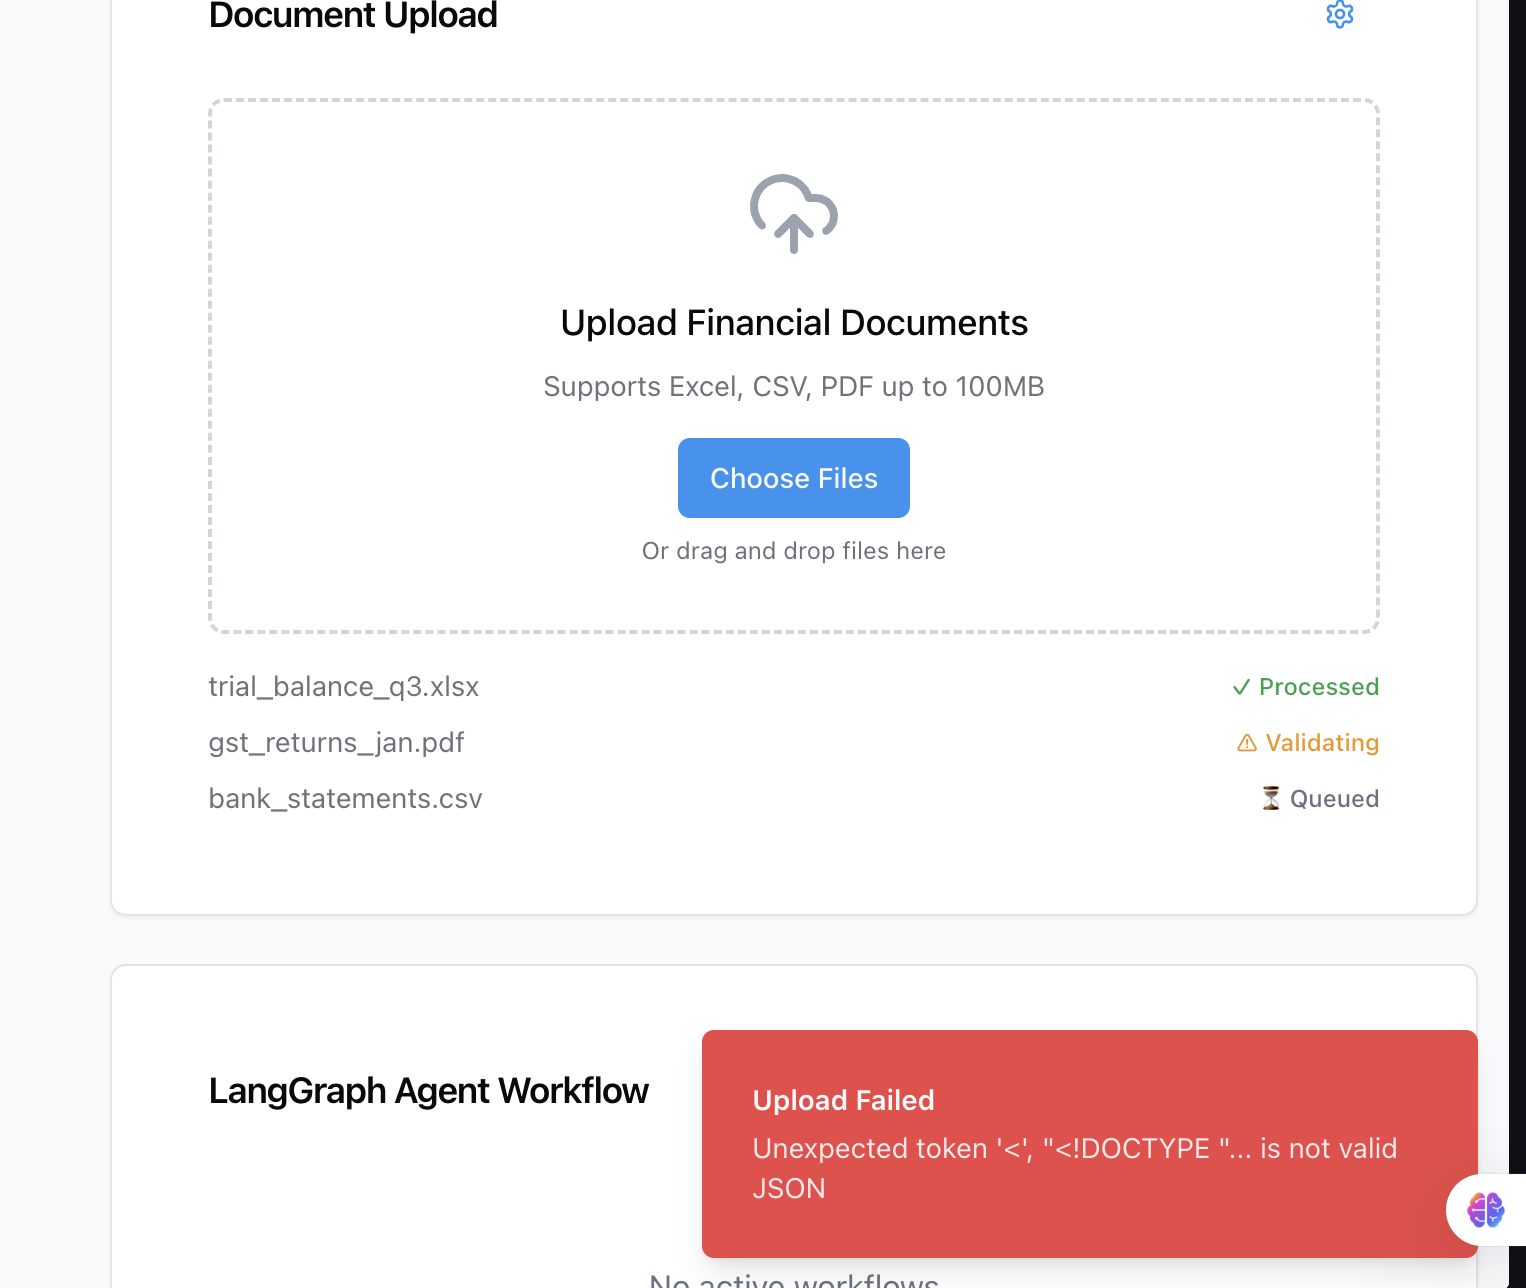 Document Upload
Upload Financial Documents
Supports Excel, CSV, PDF up to 100MB
Choose Files
Or drag and drop files here
trial_balance_q3.xlsx
✓ Processed
gst_returns_jan.pdf
⚠ Validating
bank_statements.csv
⏳ Queued
LangGraph Agent Workflow
Upload Failed
Unexpected token '<', "<!DOCTYPE "... is not valid
JSON
No active workflows